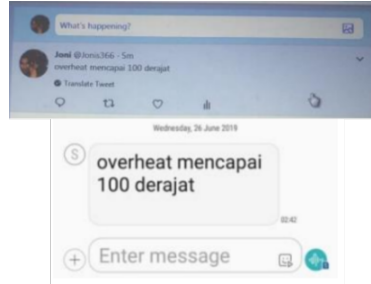 What's happening?
Joni @Jonis366 - 5m
overheat mencapai 100 derajat
Translate Tweet
Wednesday, 26 June 2019
S
overheat mencapai
100 derajat
02:42
Enter message